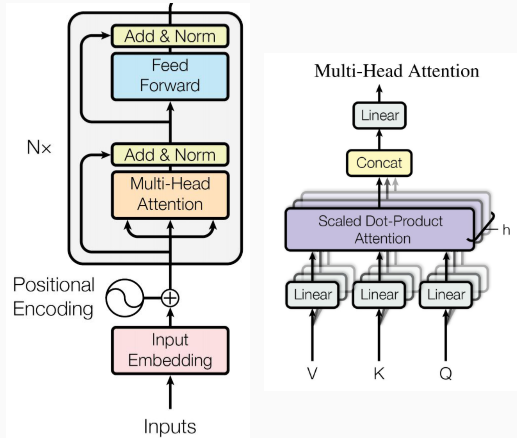 Add & Norm
Feed
Forward
N×
Add & Norm
Multi-Head
Attention
Positional
Encoding
Input
Embedding
Inputs
Multi-Head Attention
Linear
Concat
Scaled Dot-Product
Attention
h
Linear
Linear
Linear
V
K
Q